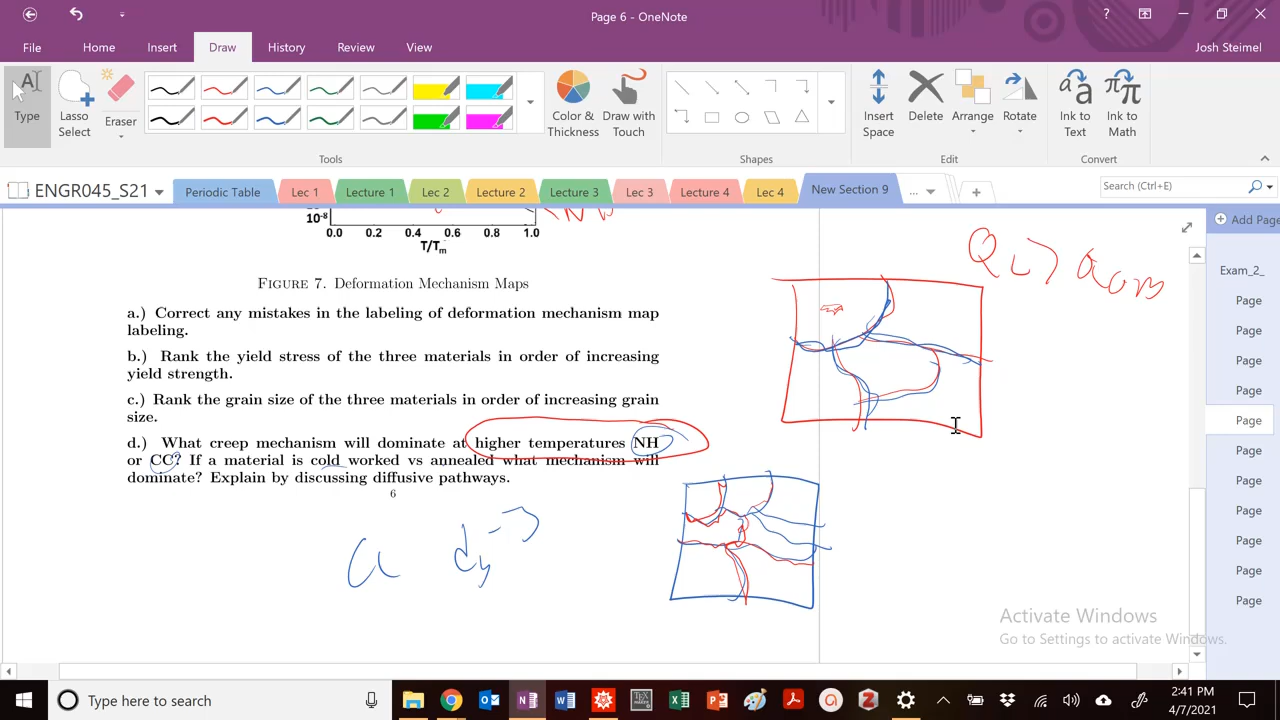 Page 6 - OneNote
Josh Steimel
File Home Insert Draw History Review View
Type
Lasso Select
Eraser
Color & Thickness
Draw with Touch
Insert Space
Delete
Arrange
Rotate
Ink to Text
Ink to Math
Tools
Shapes
Edit
Convert
ENGR045_S21
Periodic Table
Lec 1
Lecture 1
Lec 2
Lecture 2
Lecture 3
Lec 3
Lecture 4
Lec 4
New Section 9
...
Search (Ctrl+E)
Add Page
Exam_2_
Page
Page
Page
Page
Page
Page
Page
Page
Page
Page
Page
10-8
0.0 0.2 0.4 0.6 0.8 1.0
T/Tm
FIGURE 7. Deformation Mechanism Maps
a.) Correct any mistakes in the labeling of deformation mechanism map
labeling.
b.) Rank the yield stress of the three materials in order of increasing
yield strength.
c.) Rank the grain size of the three materials in order of increasing grain
size.
d.) What creep mechanism will dominate at higher temperatures NH
or CC? If a material is cold worked vs annealed what mechanism will
dominate? Explain by discussing diffusive pathways.
6
Activate Windows
Go to Settings to activate Windows.
Type here to search
2:41 PM
4/7/2021